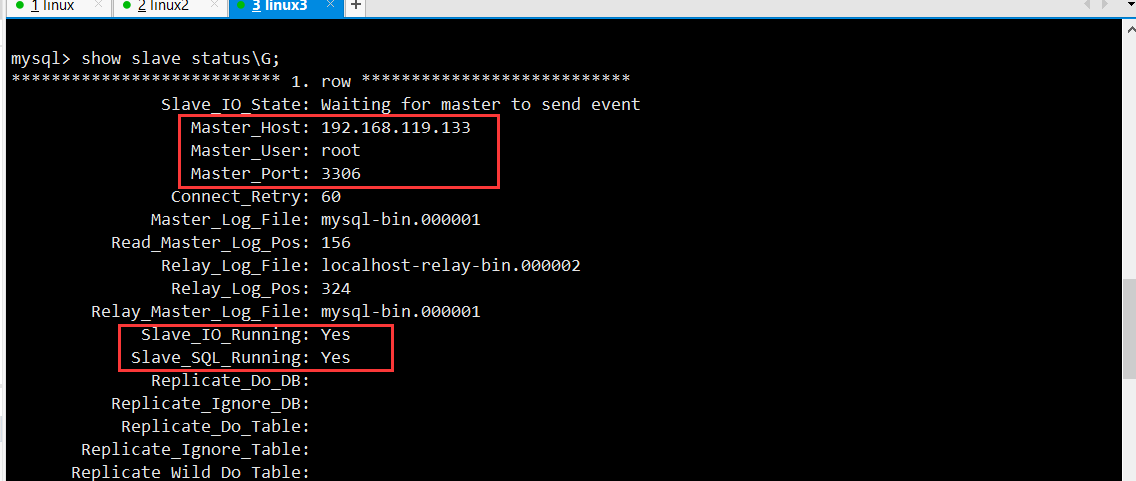 1 linux 2 linux2 3 linux3
mysql> show slave status\G;
*************************** 1. row ***************************
Slave_IO_State: Waiting for master to send event
Master_Host: 192.168.119.133
Master_User: root
Master_Port: 3306
Connect_Retry: 60
Master_Log_File: mysql-bin.000001
Read_Master_Log_Pos: 156
Relay_Log_File: localhost-relay-bin.000002
Relay_Log_Pos: 324
Relay_Master_Log_File: mysql-bin.000001
Slave_IO_Running: Yes
Slave_SQL_Running: Yes
Replicate_Do_DB:
Replicate_Ignore_DB:
Replicate_Do_Table:
Replicate_Ignore_Table:
Replicate_Wild_Do_Table: